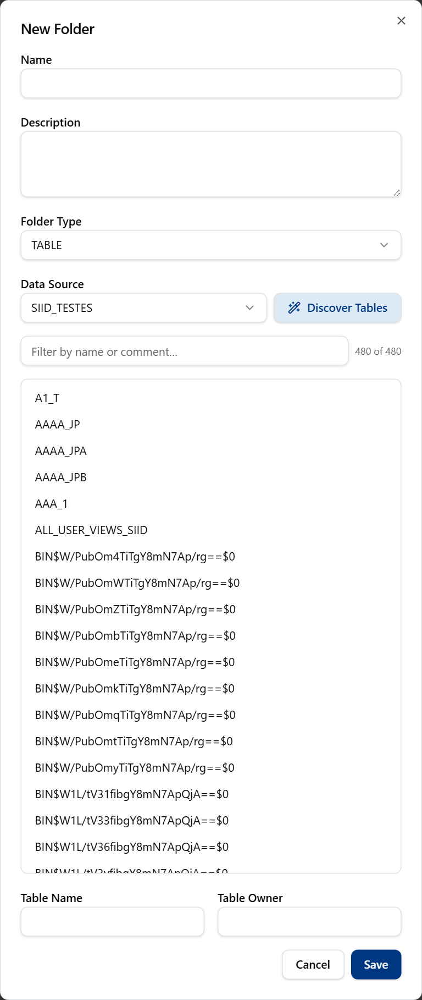 New Folder
Name
Description
Folder Type
TABLE
Data Source
SIID_TESTES
Discover Tables
Filter by name or comment...
480 of 480
A1_T
AAAA_JP
AAAA_JPA
AAAA_JPB
AAA_1
ALL_USER_VIEWS_SIID
BIN$W/PubOm4TiTgY8mN7Ap/rg==$0
BIN$W/PubOmWTiTgY8mN7Ap/rg==$0
BIN$W/PubOmZTiTgY8mN7Ap/rg==$0
BIN$W/PubOmbTiTgY8mN7Ap/rg==$0
BIN$W/PubOmeTiTgY8mN7Ap/rg==$0
BIN$W/PubOmkTiTgY8mN7Ap/rg==$0
BIN$W/PubOmqTiTgY8mN7Ap/rg==$0
BIN$W/PubOmtTiTgY8mN7Ap/rg==$0
BIN$W/PubOmyTiTgY8mN7Ap/rg==$0
BIN$W1L/tV31fibgY8mN7ApQjA==$0
BIN$W1L/tV33fibgY8mN7ApQjA==$0
BIN$W1L/tV36fibgY8mN7ApQjA==$0
Table Name
Table Owner
Cancel
Save